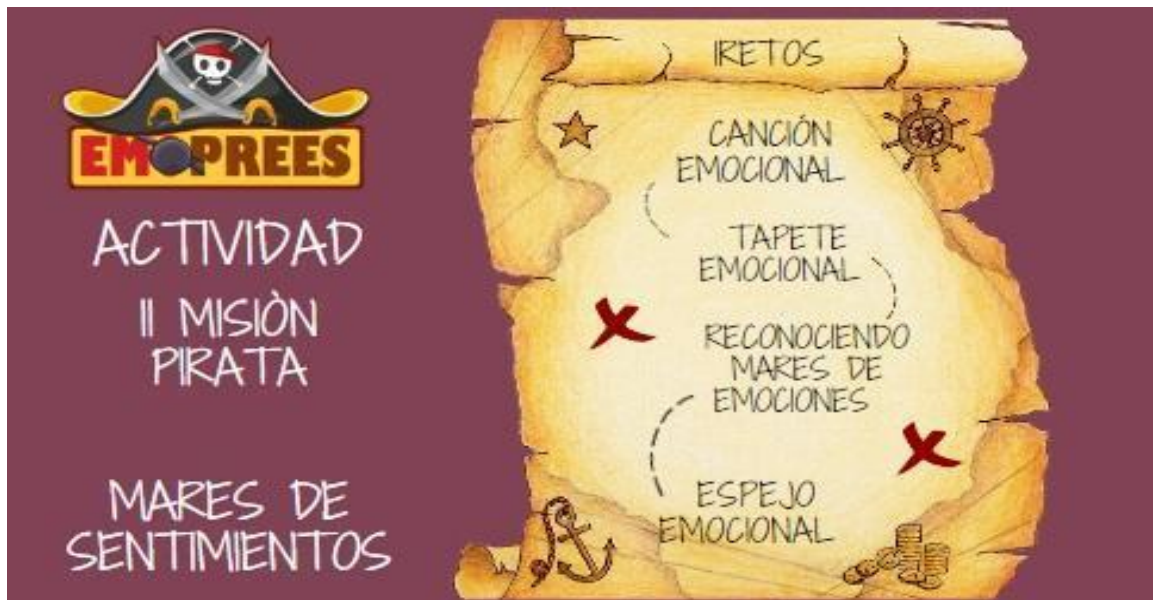 EMOPREES
ACTIVIDAD
II MISIÒN
PIRATA
MARES DE
SENTIMIENTOS
IRETOS
CANCIÓN
EMOCIONAL
TAPETE
EMOCIONAL
RECONOCIENDO
MARES DE
EMOCIONES
ESPEJO
EMOCIONAL